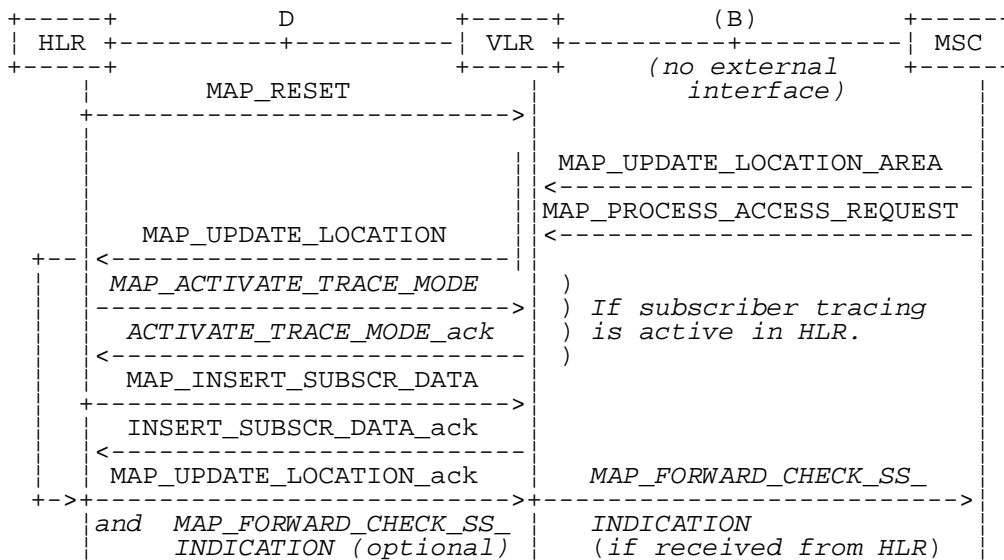 D (B)
HLR VLR MSC
(no external
MAP_RESET interface)
MAP_UPDATE_LOCATION_AREA
MAP_PROCESS_ACCESS_REQUEST
MAP_UPDATE_LOCATION
MAP_ACTIVATE_TRACE_MODE )
) If subscriber tracing
ACTIVATE_TRACE_MODE_ack ) is active in HLR.
)
MAP_INSERT_SUBSCR_DATA
INSERT_SUBSCR_DATA_ack
MAP_UPDATE_LOCATION_ack MAP_FORWARD_CHECK_SS_
and MAP_FORWARD_CHECK_SS_ INDICATION
INDICATION (optional) (if received from HLR)